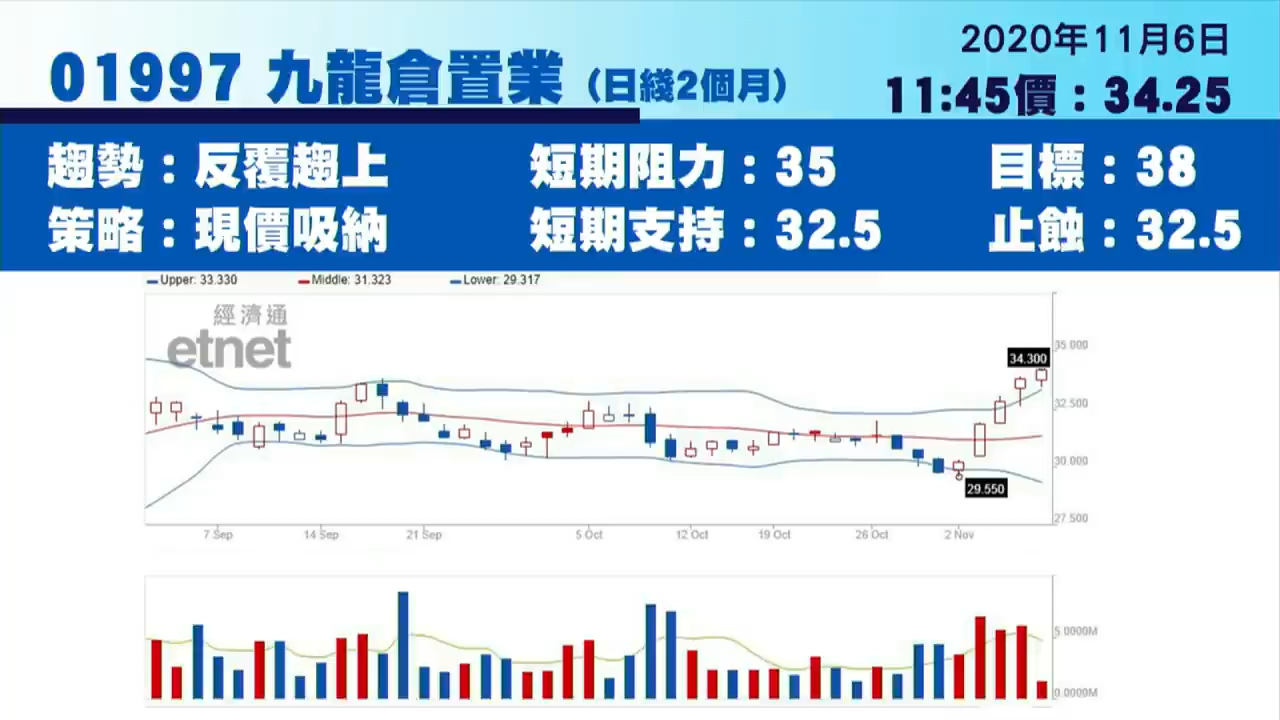 01997 九龍倉置業 (日綫2個月)
2020年11月6日
11:45價：34.25
趨勢：反覆趨上
短期阻力：35
目標：38
策略：現價吸納
短期支持：32.5
止蝕：32.5
Upper: 33.330
Middle: 31.323
Lower: 29.317
經濟通
etnet
35.000
34.300
32.500
30.000
29.550
27.500
7 Sep
14 Sep
21 Sep
5 Oct
12 Oct
19 Oct
26 Oct
2 Nov
5.0000M
0.0000M